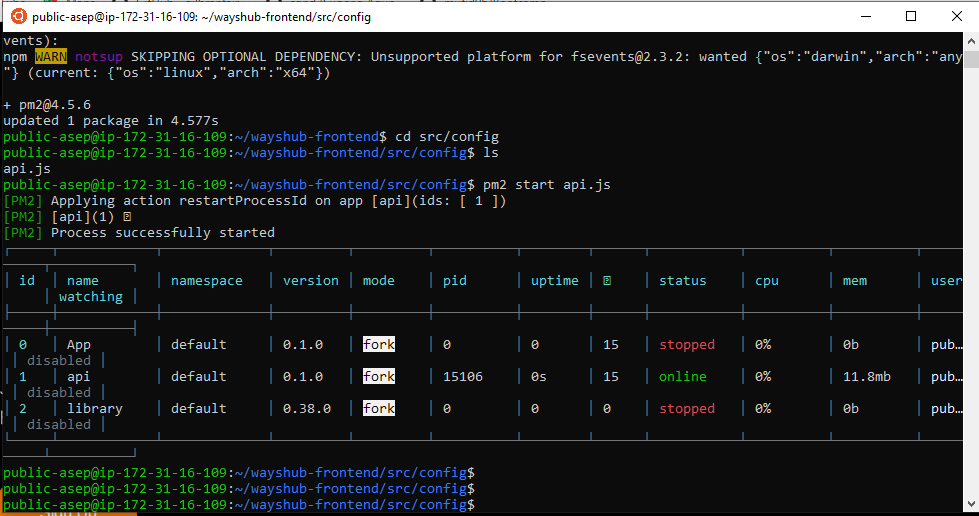 public-asep@ip-172-31-16-109: ~/wayshub-frontend/src/config
vents):
npm WARN notsup SKIPPING OPTIONAL DEPENDENCY: Unsupported platform for fsevents@2.3.2: wanted {"os":"darwin","arch":"any
"} (current: {"os":"linux","arch":"x64"})
+ pm2@4.5.6
updated 1 package in 4.577s
public-asep@ip-172-31-16-109:~/wayshub-frontend$ cd src/config
public-asep@ip-172-31-16-109:~/wayshub-frontend/src/config$ ls
api.js
public-asep@ip-172-31-16-109:~/wayshub-frontend/src/config$ pm2 start api.js
[PM2] Applying action restartProcessId on app [api](ids: [ 1 ])
[PM2] [api](1)
[PM2] Process successfully started
id name namespace version mode pid uptime status cpu mem user
watching
0 App default 0.1.0 fork 0 0 15 stopped 0% 0b pub…
disabled
1 api default 0.1.0 fork 15106 0s 15 online 0% 11.8mb pub…
disabled
2 library default 0.38.0 fork 0 0 0 stopped 0% 0b pub…
disabled
public-asep@ip-172-31-16-109:~/wayshub-frontend/src/config$
public-asep@ip-172-31-16-109:~/wayshub-frontend/src/config$
public-asep@ip-172-31-16-109:~/wayshub-frontend/src/config$